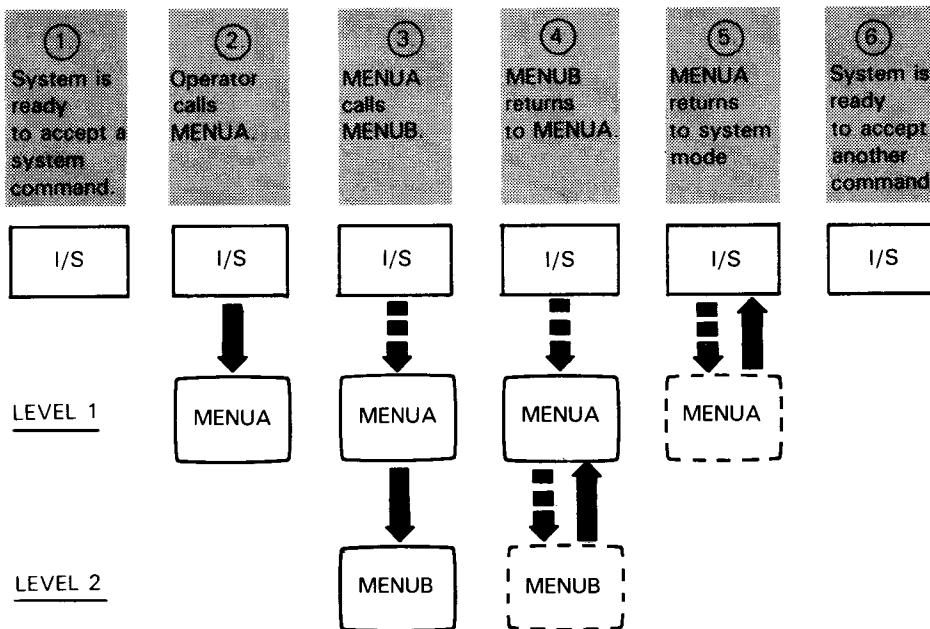 1
System is
ready
to accept a
system
command.
2
Operator
calls
MENUA.
3
MENUA
calls
MENUB.
4
MENUB
returns
to MENUA.
5
MENUA
returns
to system
mode
6
System is
ready
to accept
another
command
I/S
I/S
I/S
I/S
I/S
I/S
LEVEL 1
MENUA
MENUA
MENUA
MENUA
LEVEL 2
MENUB
MENUB